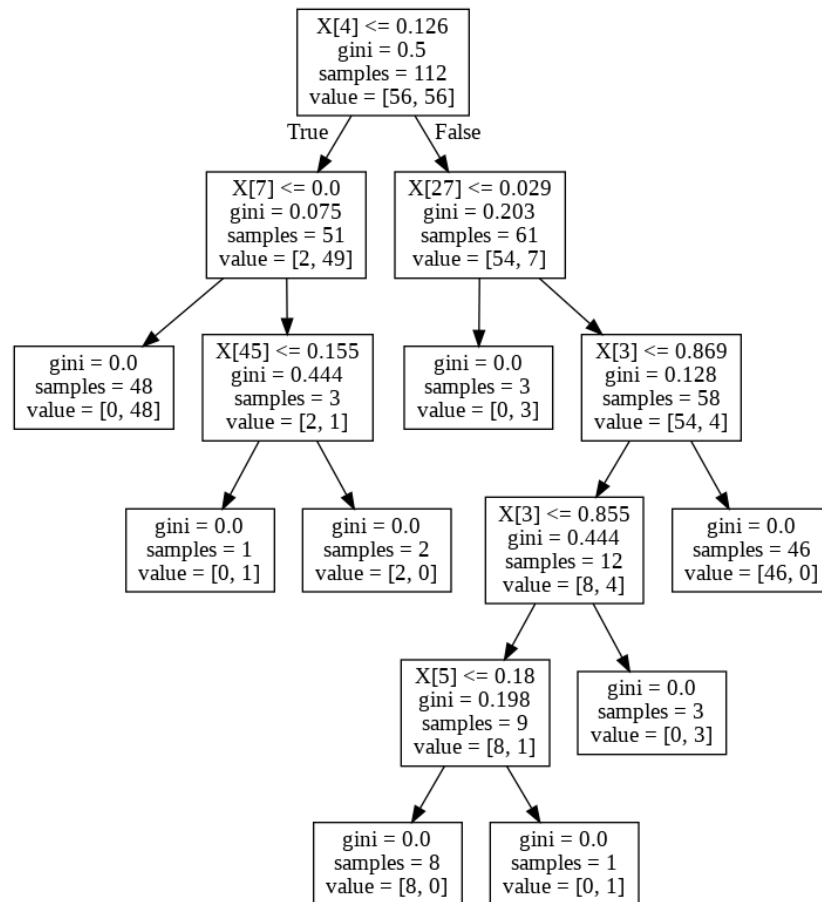 X[4] <= 0.126
gini = 0.5
samples = 112
value = [56, 56]
True
False
X[7] <= 0.0
gini = 0.075
samples = 51
value = [2, 49]
X[27] <= 0.029
gini = 0.203
samples = 61
value = [54, 7]
gini = 0.0
samples = 48
value = [0, 48]
X[45] <= 0.155
gini = 0.444
samples = 3
value = [2, 1]
gini = 0.0
samples = 3
value = [0, 3]
X[3] <= 0.869
gini = 0.128
samples = 58
value = [54, 4]
gini = 0.0
samples = 1
value = [0, 1]
gini = 0.0
samples = 2
value = [2, 0]
X[3] <= 0.855
gini = 0.444
samples = 12
value = [8, 4]
gini = 0.0
samples = 46
value = [46, 0]
X[5] <= 0.18
gini = 0.198
samples = 9
value = [8, 1]
gini = 0.0
samples = 3
value = [0, 3]
gini = 0.0
samples = 8
value = [8, 0]
gini = 0.0
samples = 1
value = [0, 1]